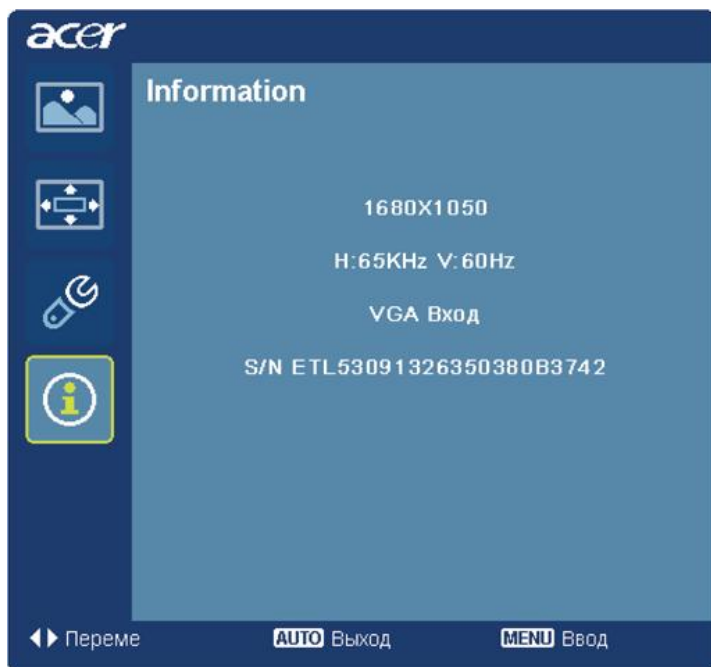 acer
Information
1680X1050
H:65KHz V:60Hz
VGA Вход
S/N ETL53091326350380B3742
Переме AUTO Выход MENU Ввод